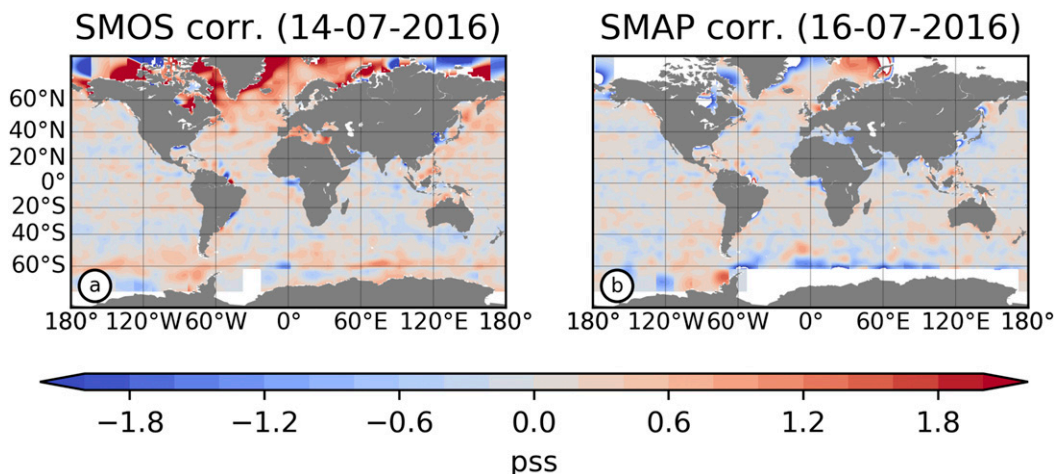 SMOS corr. (14-07-2016) SMAP corr. (16-07-2016)
60°N
40°N
20°N
0°
20°S
40°S
60°S
a b
180° 120°W 60°W 0° 60°E 120°E 180° 180° 120°W 60°W 0° 60°E 120°E 180°
−1.8 −1.2 −0.6 0.0 0.6 1.2 1.8
pss